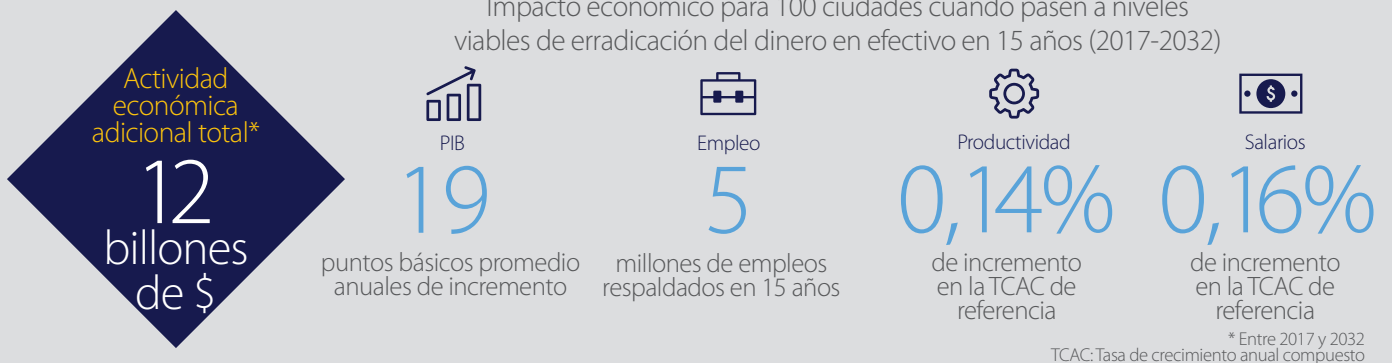 Impacto económico para 100 ciudades cuando pasen a niveles
viables de erradicación del dinero en efectivo en 15 años (2017-2032)
Actividad
económica
adicional total*
12
billones
de $
PIB
19
puntos básicos promedio
anuales de incremento
Empleo
5
millones de empleos
respaldados en 15 años
Productividad
0,14%
de incremento
en la TCAC de
referencia
$
Salarios
0,16%
de incremento
en la TCAC de
referencia
* Entre 2017 y 2032
TCAC: Tasa de crecimiento anual compuesto